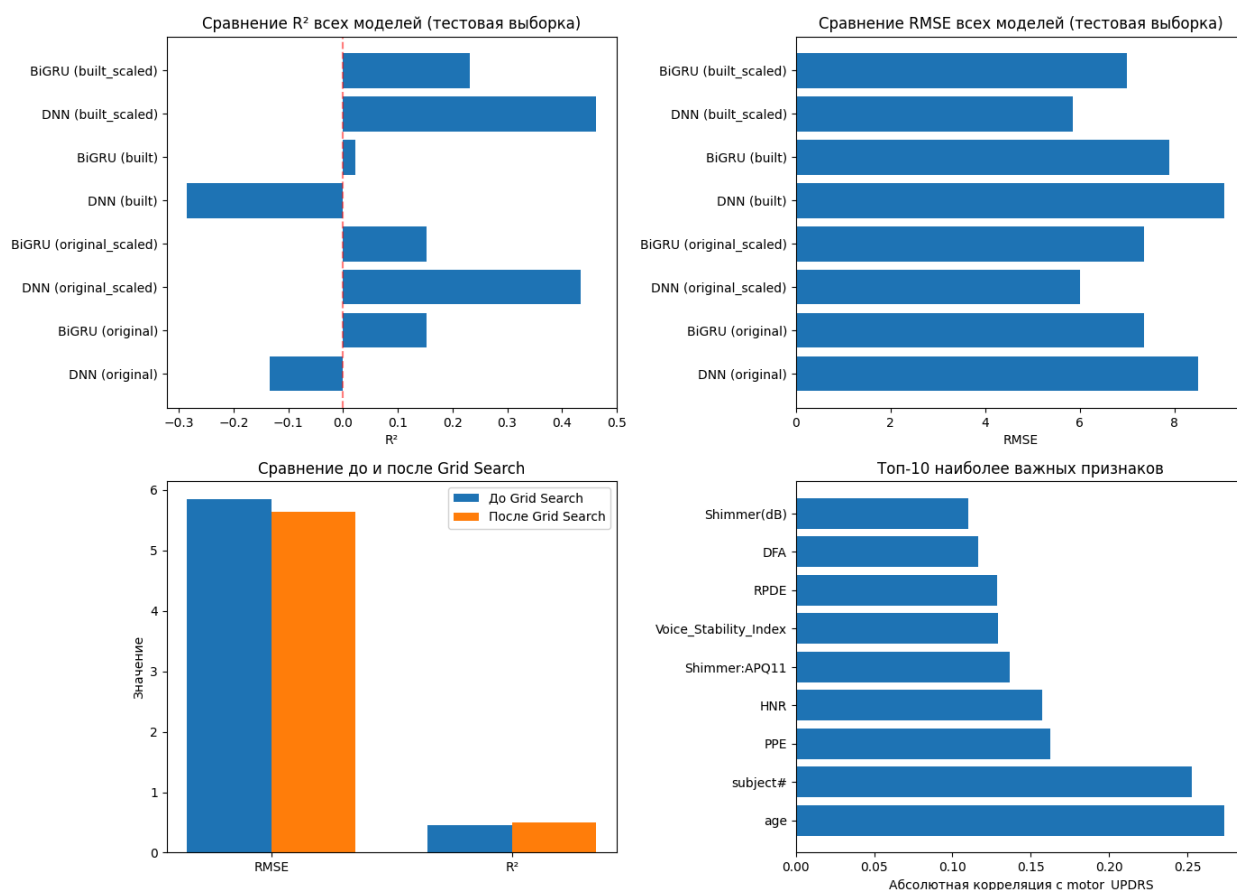 Сравнение R² всех моделей (тестовая выборка)
BiGRU (built_scaled)
DNN (built_scaled)
BiGRU (built)
DNN (built)
BiGRU (original_scaled)
DNN (original_scaled)
BiGRU (original)
DNN (original)
−0.3 −0.2 −0.1 0.0 0.1 0.2 0.3 0.4 0.5
R²
Сравнение RMSE всех моделей (тестовая выборка)
BiGRU (built_scaled)
DNN (built_scaled)
BiGRU (built)
DNN (built)
BiGRU (original_scaled)
DNN (original_scaled)
BiGRU (original)
DNN (original)
0 2 4 6 8
RMSE
Сравнение до и после Grid Search
До Grid Search
После Grid Search
Значение
6
5
4
3
2
1
0
RMSE R²
Топ-10 наиболее важных признаков
Shimmer(dB)
DFA
RPDE
Voice_Stability_Index
Shimmer:APQ11
HNR
PPE
subject#
age
0.00 0.05 0.10 0.15 0.20 0.25
Абсолютная корреляция с motor_UPDRS